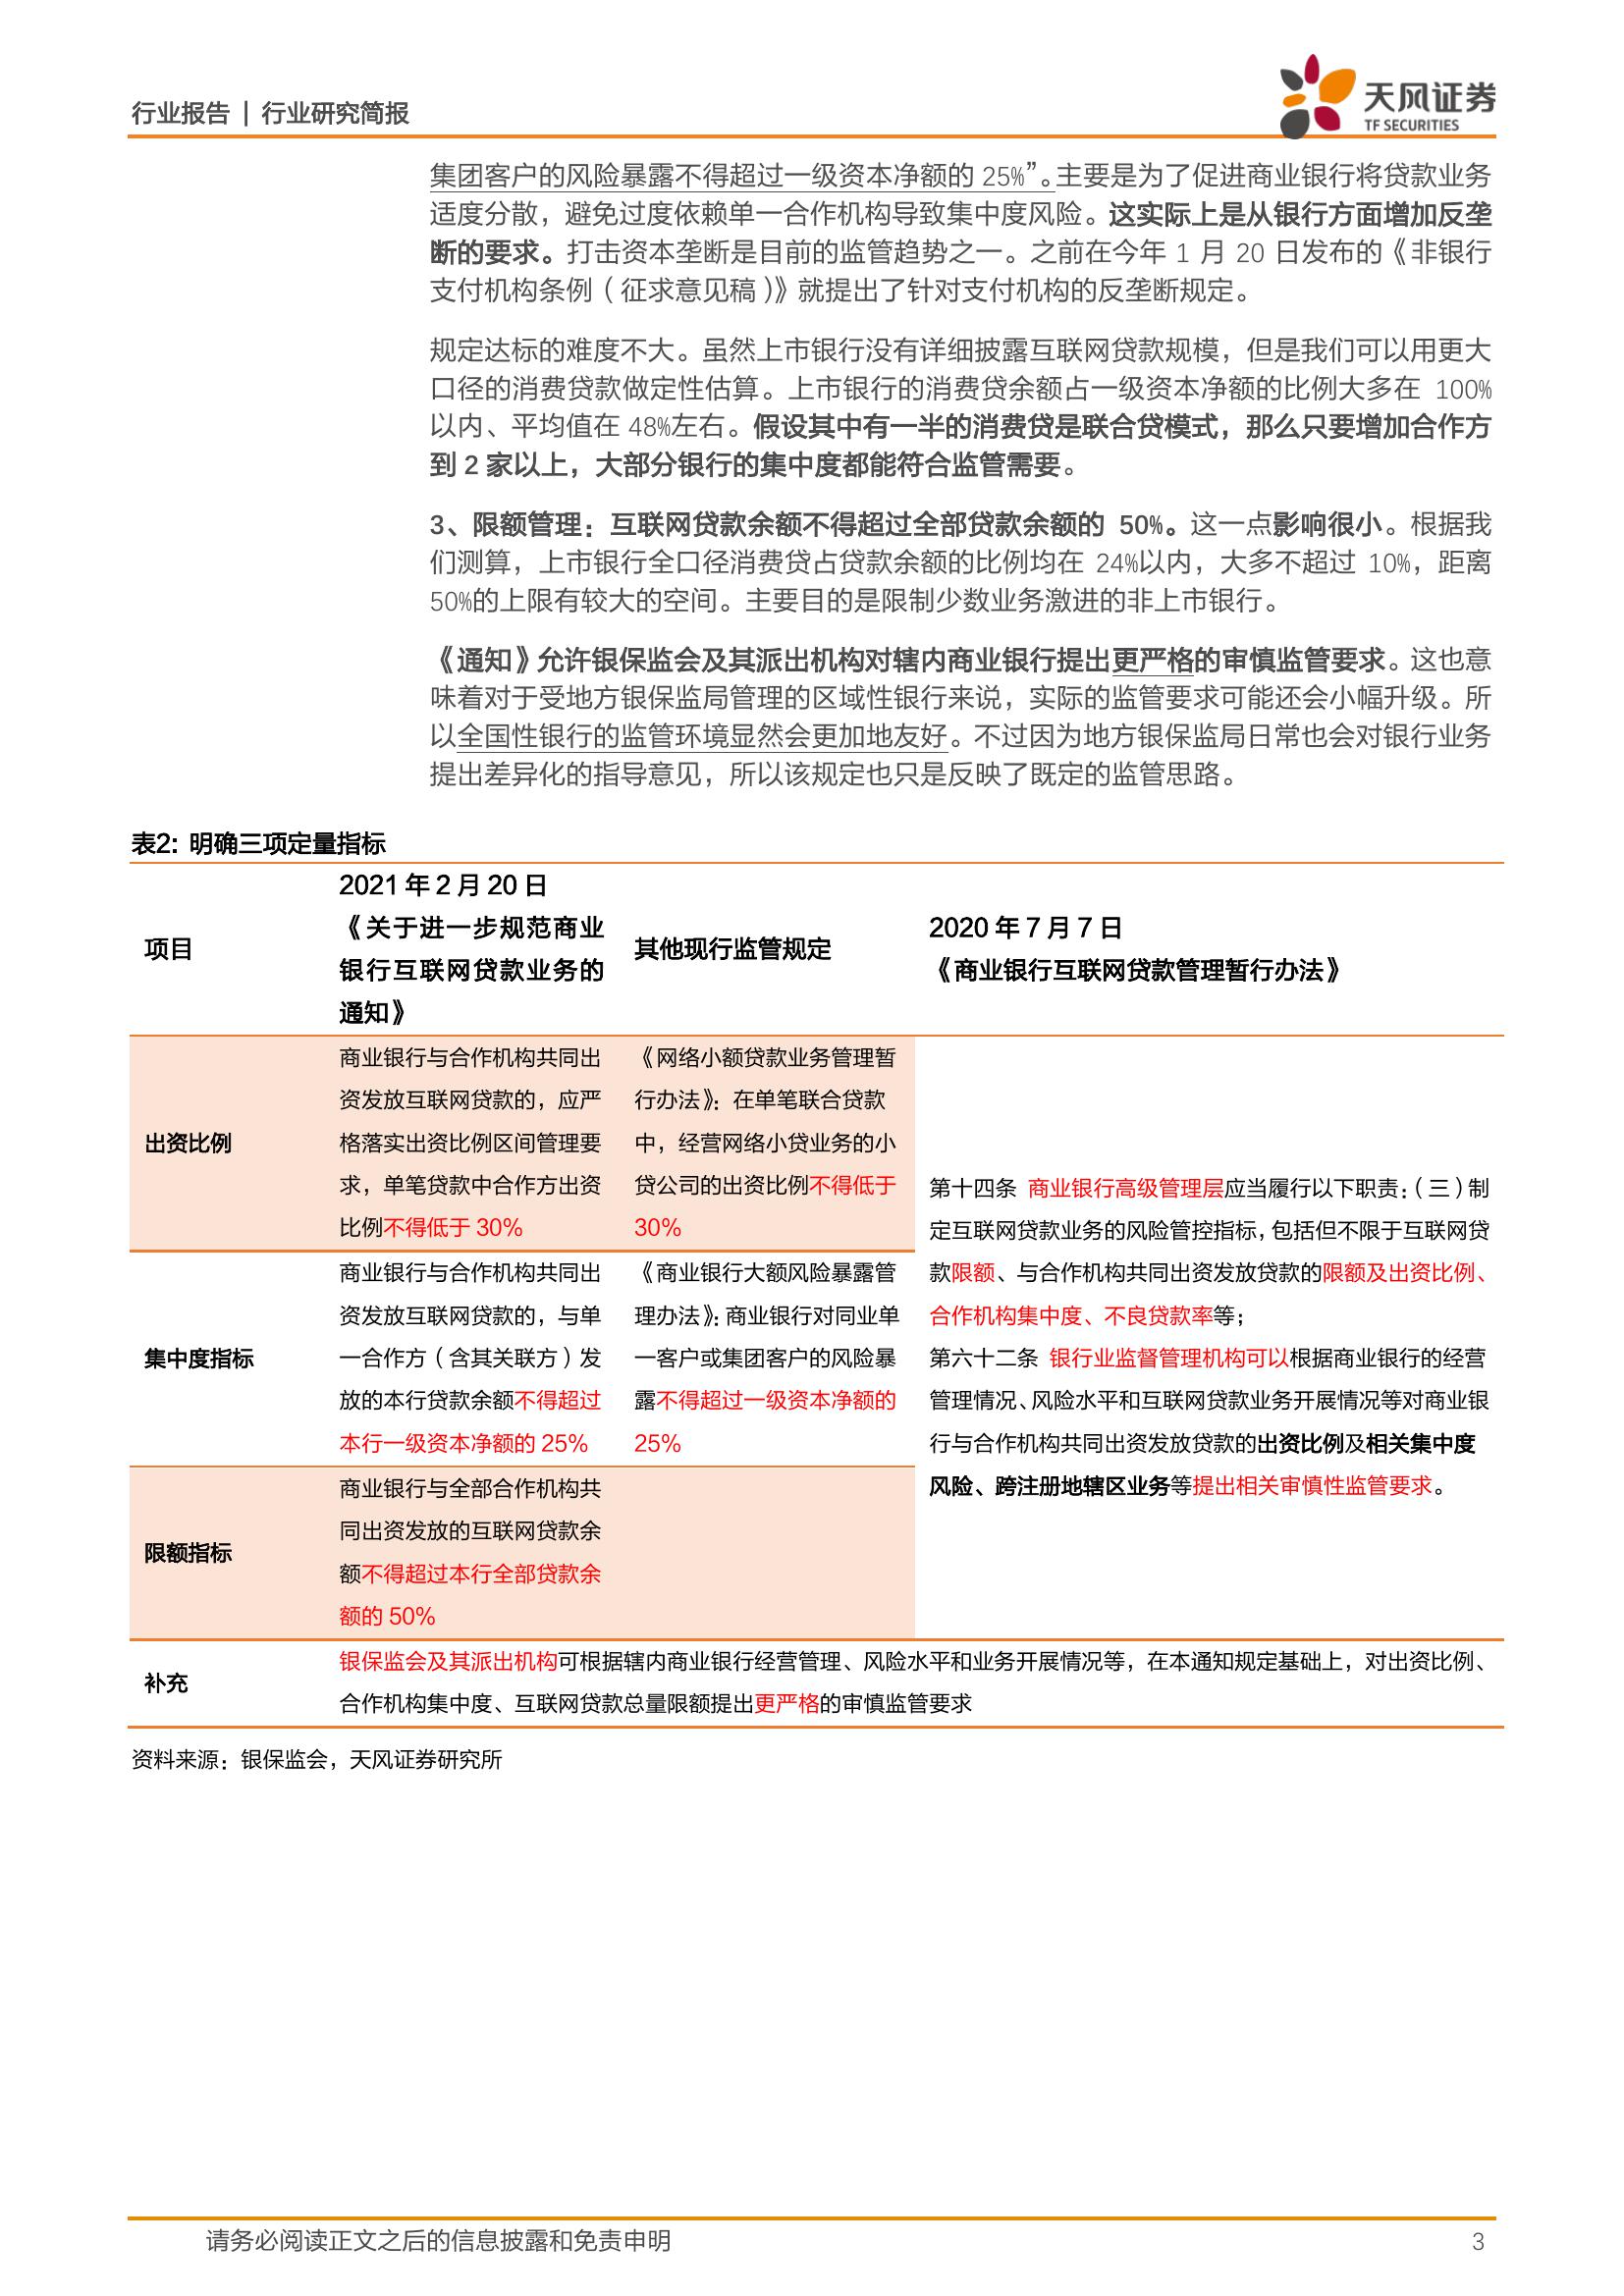 行业报告 | 行业研究简报
天风证券
TF SECURITIES
集团客户的风险暴露不得超过一级资本净额的 25%”。主要是为了促进商业银行将贷款业务
适度分散，避免过度依赖单一合作机构导致集中度风险。这实际上是从银行方面增加反垄
断的要求。打击资本垄断是目前的监管趋势之一。之前在今年 1 月 20 日发布的《非银行
支付机构条例（征求意见稿）》就提出了针对支付机构的反垄断规定。
规定达标的难度不大。虽然上市银行没有详细披露互联网贷款规模，但是我们可以用更大
口径的消费贷款做定性估算。上市银行的消费贷余额占一级资本净额的比例大多在 100%
以内、平均值在 48%左右。假设其中有一半的消费贷是联合贷模式，那么只要增加合作方
到 2 家以上，大部分银行的集中度都能符合监管需要。
3、限额管理：互联网贷款余额不得超过全部贷款余额的 50%。这一点影响很小。根据我
们测算，上市银行全口径消费贷占贷款余额的比例均在 24%以内，大多不超过 10%，距离
50%的上限有较大的空间。主要目的是限制少数业务激进的非上市银行。
《通知》允许银保监会及其派出机构对辖内商业银行提出更严格的审慎监管要求。这也意
味着对于受地方银保监局管理的区域性银行来说，实际的监管要求可能还会小幅升级。所
以全国性银行的监管环境显然会更加地友好。不过因为地方银保监局日常也会对银行业务
提出差异化的指导意见，所以该规定也只是反映了既定的监管思路。
表2: 明确三项定量指标
项目
2021 年 2 月 20 日
《关于进一步规范商业
银行互联网贷款业务的
通知》
其他现行监管规定
2020 年 7 月 7 日
《商业银行互联网贷款管理暂行办法》
出资比例
商业银行与合作机构共同出
资发放互联网贷款的，应严
格落实出资比例区间管理要
求，单笔贷款中合作方出资
比例不得低于 30%
《网络小额贷款业务管理暂
行办法》：在单笔联合贷款
中，经营网络小贷业务的小
贷公司的出资比例不得低于
30%
集中度指标
商业银行与合作机构共同出
资发放互联网贷款的，与单
一合作方（含其关联方）发
放的本行贷款余额不得超过
本行一级资本净额的 25%
《商业银行大额风险暴露管
理办法》：商业银行对同业单
一客户或集团客户的风险暴
露不得超过一级资本净额的
25%
限额指标
商业银行与全部合作机构共
同出资发放的互联网贷款余
额不得超过本行全部贷款余
额的 50%
第十四条 商业银行高级管理层应当履行以下职责：（三）制
定互联网贷款业务的风险管控指标，包括但不限于互联网贷
款限额、与合作机构共同出资发放贷款的限额及出资比例、
合作机构集中度、不良贷款率等；
第六十二条 银行业监督管理机构可以根据商业银行的经营
管理情况、风险水平和互联网贷款业务开展情况等对商业银
行与合作机构共同出资发放贷款的出资比例及相关集中度
风险、跨注册地辖区业务等提出相关审慎性监管要求。
补充
银保监会及其派出机构可根据辖内商业银行经营管理、风险水平和业务开展情况等，在本通知规定基础上，对出资比例、
合作机构集中度、互联网贷款总量限额提出更严格的审慎监管要求
资料来源：银保监会，天风证券研究所
请务必阅读正文之后的信息披露和免责申明
3